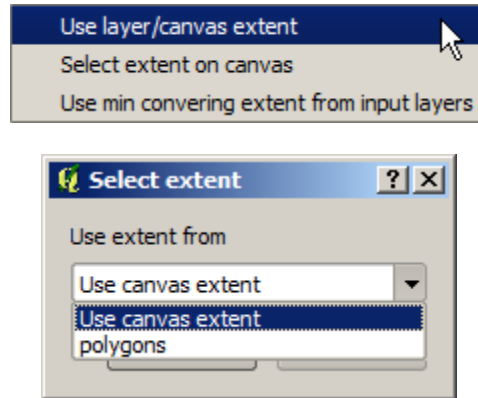 Use layer/canvas extent
Select extent on canvas
Use min convering extent from input layers
Select extent ? ×
Use extent from
Use canvas extent
Use canvas extent
polygons